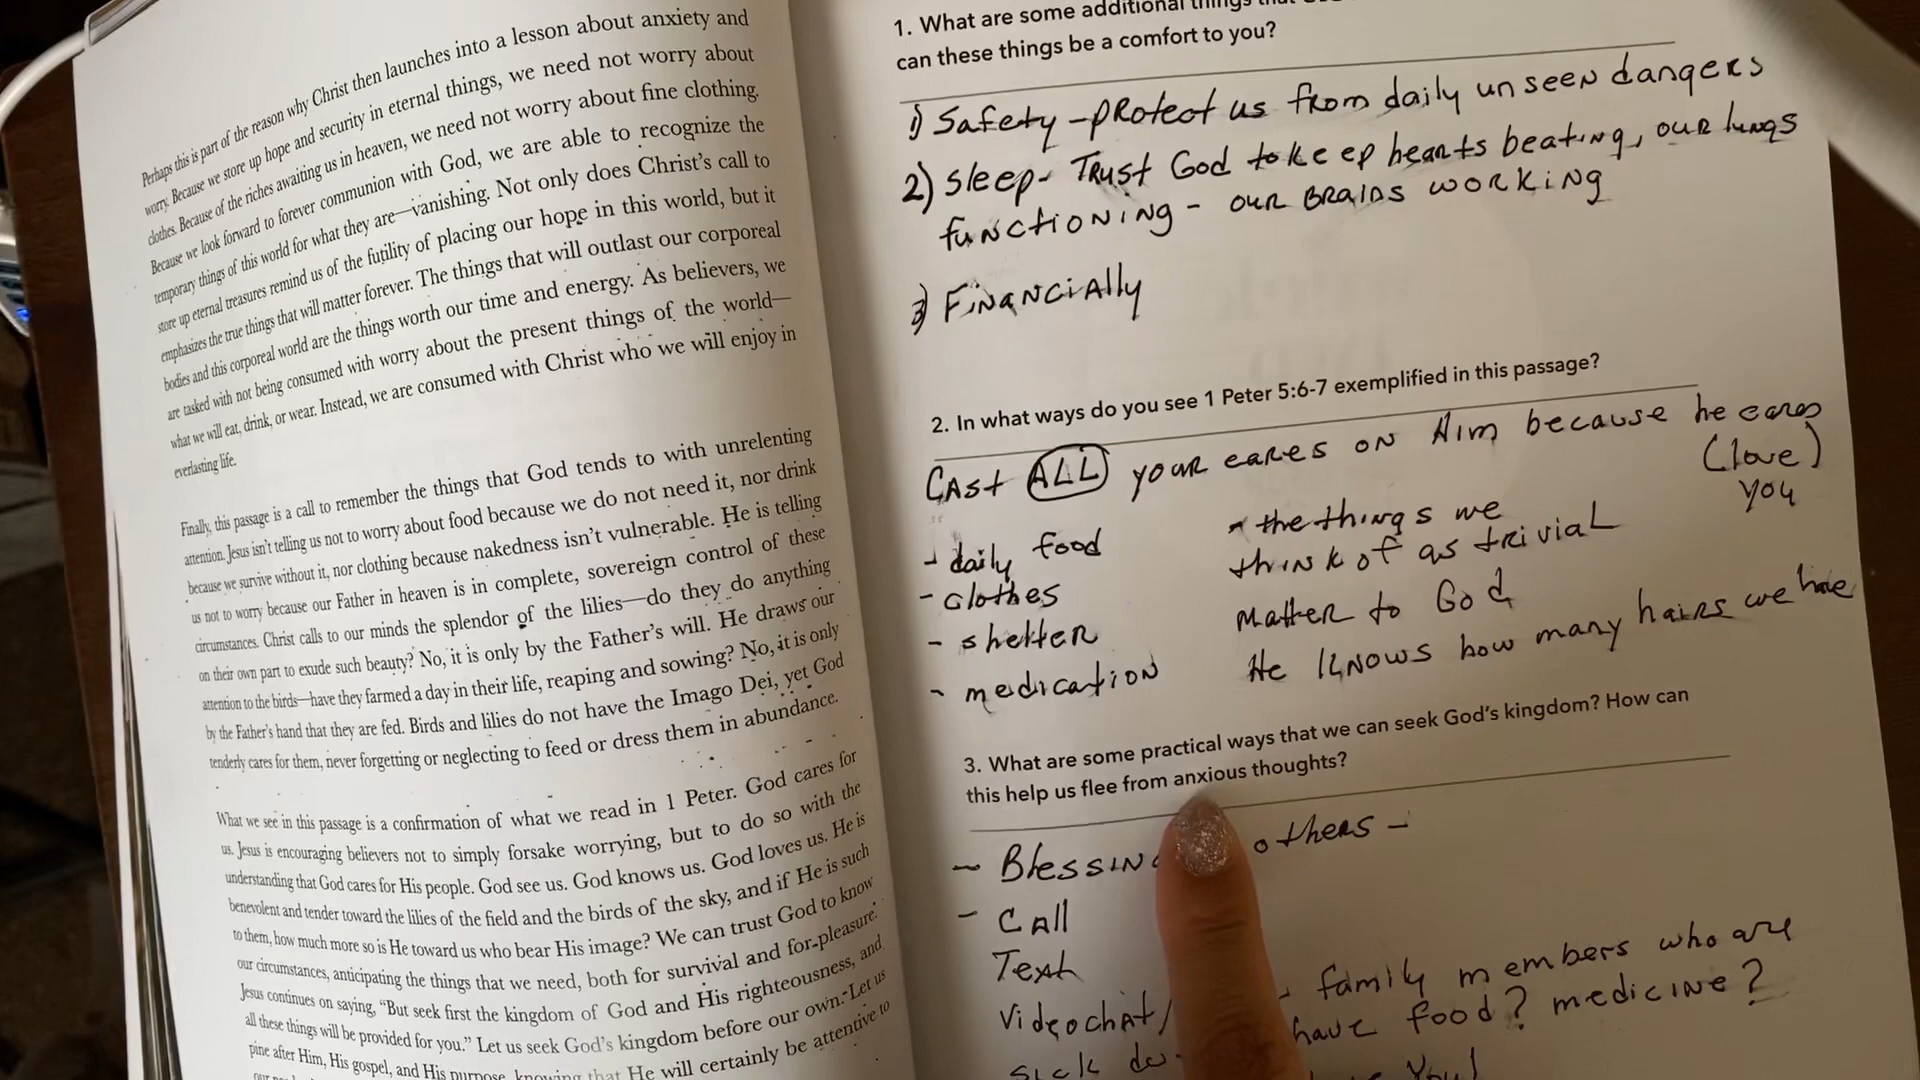 Perhaps this is part of the reason why Christ then launches into a lesson about anxiety and
worry. Because we store up hope and security in eternal things, we need not worry about
clothes. Because of the riches awaiting us in heaven, we need not worry about fine clothing.
Because we look forward to forever communion with God, we are able to recognize the
temporary things of this world for what they are—vanishing. Not only does Christ's call to
store up eternal treasures remind us of the futility of placing our hope in this world, but it
emphasizes the true things that will matter forever. The things that will outlast our corporeal
bodies and this corporeal world are the things worth our time and energy. As believers, we
are tasked with not being consumed with worry about the present things of the world—
what we will eat, drink, or wear. Instead, we are consumed with Christ who we will enjoy in
everlasting life.
Finally, this passage is a call to remember the things that God tends to with unrelenting
attention. Jesus isn't telling us not to worry about food because we do not need it, nor drink
because we survive without it, nor clothing because nakedness isn't vulnerable. He is telling
us not to worry because our Father in heaven is in complete, sovereign control of these
circumstances. Christ calls to our minds the splendor of the lilies—do they do anything
on their own part to exude such beauty? No, it is only by the Father's will. He draws our
attention to the birds—have they farmed a day in their life, reaping and sowing? No, it is only
by the Father's hand that they are fed. Birds and lilies do not have the Imago Dei, yet God
tenderly cares for them, never forgetting or neglecting to feed or dress them in abundance.
What we see in this passage is a confirmation of what we read in 1 Peter. God cares for
us. Jesus is encouraging believers not to simply forsake worrying, but to do so with the
understanding that God cares for His people. God see us. God knows us. God loves us. He is
benevolent and tender toward the lilies of the field and the birds of the sky, and if He is such
to them, how much more so is He toward us who bear His image? We can trust God to know
our circumstances, anticipating the things that we need, both for survival and for-pleasure.
Jesus continues on saying, "But seek first the kingdom of God and His righteousness, and
all these things will be provided for you." Let us seek God's kingdom before our own. Let us
pine after Him, His gospel, and His purpose, knowing that He will certainly be attentive to
our
1. What are some additional things that
can these things be a comfort to you?
1) Safety - protect us from daily unseen dangers
2) Sleep - Trust God to keep hearts beating, our lungs
functioning - our brains working
3) Financially
2. In what ways do you see 1 Peter 5:6-7 exemplified in this passage?
Cast ALL your cares on Him because he cares
(love)
you
- daily food
- clothes
- shelter
- medication
- the things we
think of as trivial
matter to God
He knows how many hairs we have
3. What are some practical ways that we can seek God's kingdom? How can
this help us flee from anxious thoughts?
- Blessing others -
- Call
Text
Videochat/
- family members who are
have food? medicine?
sick
you!